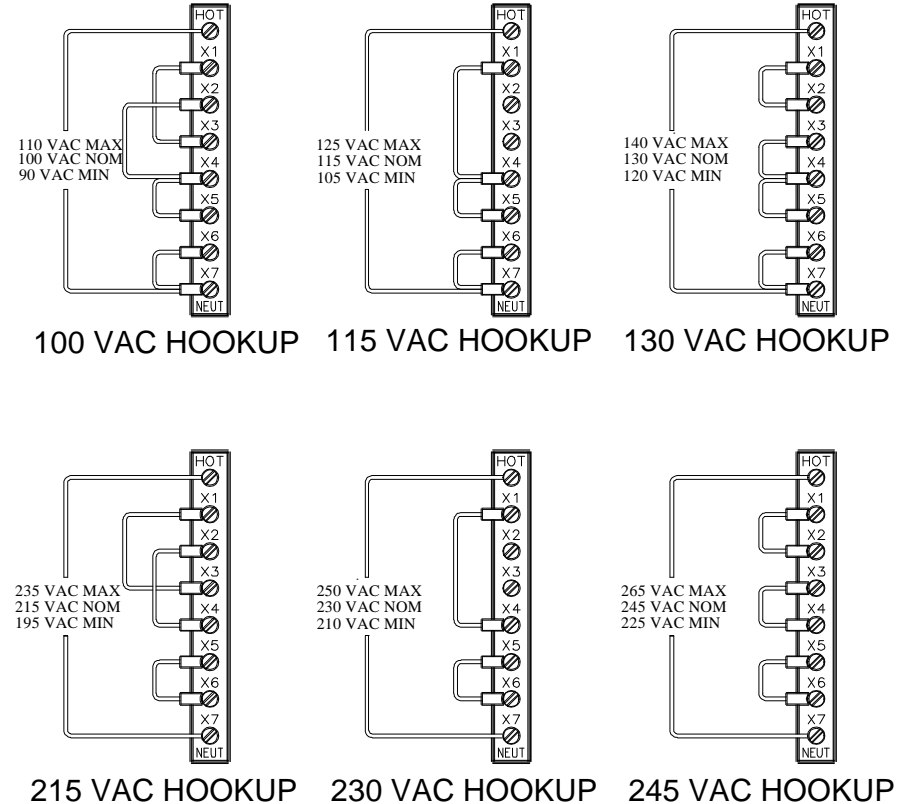 HOT
X1
X2
X3
X4
X5
X6
X7
NEUT
110 VAC MAX
100 VAC NOM
90 VAC MIN
100 VAC HOOKUP
HOT
X1
X2
X3
X4
X5
X6
X7
NEUT
125 VAC MAX
115 VAC NOM
105 VAC MIN
115 VAC HOOKUP
HOT
X1
X2
X3
X4
X5
X6
X7
NEUT
140 VAC MAX
130 VAC NOM
120 VAC MIN
130 VAC HOOKUP
HOT
X1
X2
X3
X4
X5
X6
X7
NEUT
235 VAC MAX
215 VAC NOM
195 VAC MIN
215 VAC HOOKUP
HOT
X1
X2
X3
X4
X5
X6
X7
NEUT
250 VAC MAX
230 VAC NOM
210 VAC MIN
230 VAC HOOKUP
HOT
X1
X2
X3
X4
X5
X6
X7
NEUT
265 VAC MAX
245 VAC NOM
225 VAC MIN
245 VAC HOOKUP